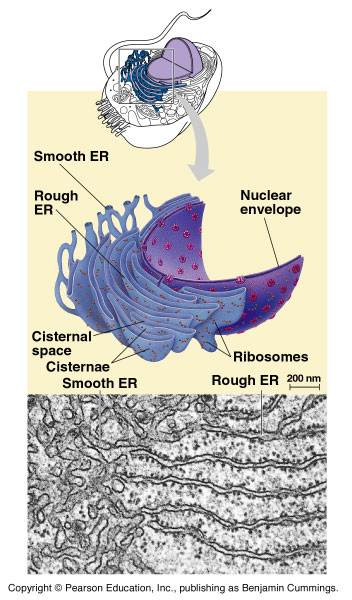 Smooth ER
Rough
ER
Nuclear
envelope
Cisternal
space
Cisternae
Ribosomes
Smooth ER
Rough ER
200 nm
Copyright © Pearson Education, Inc., publishing as Benjamin Cummings.